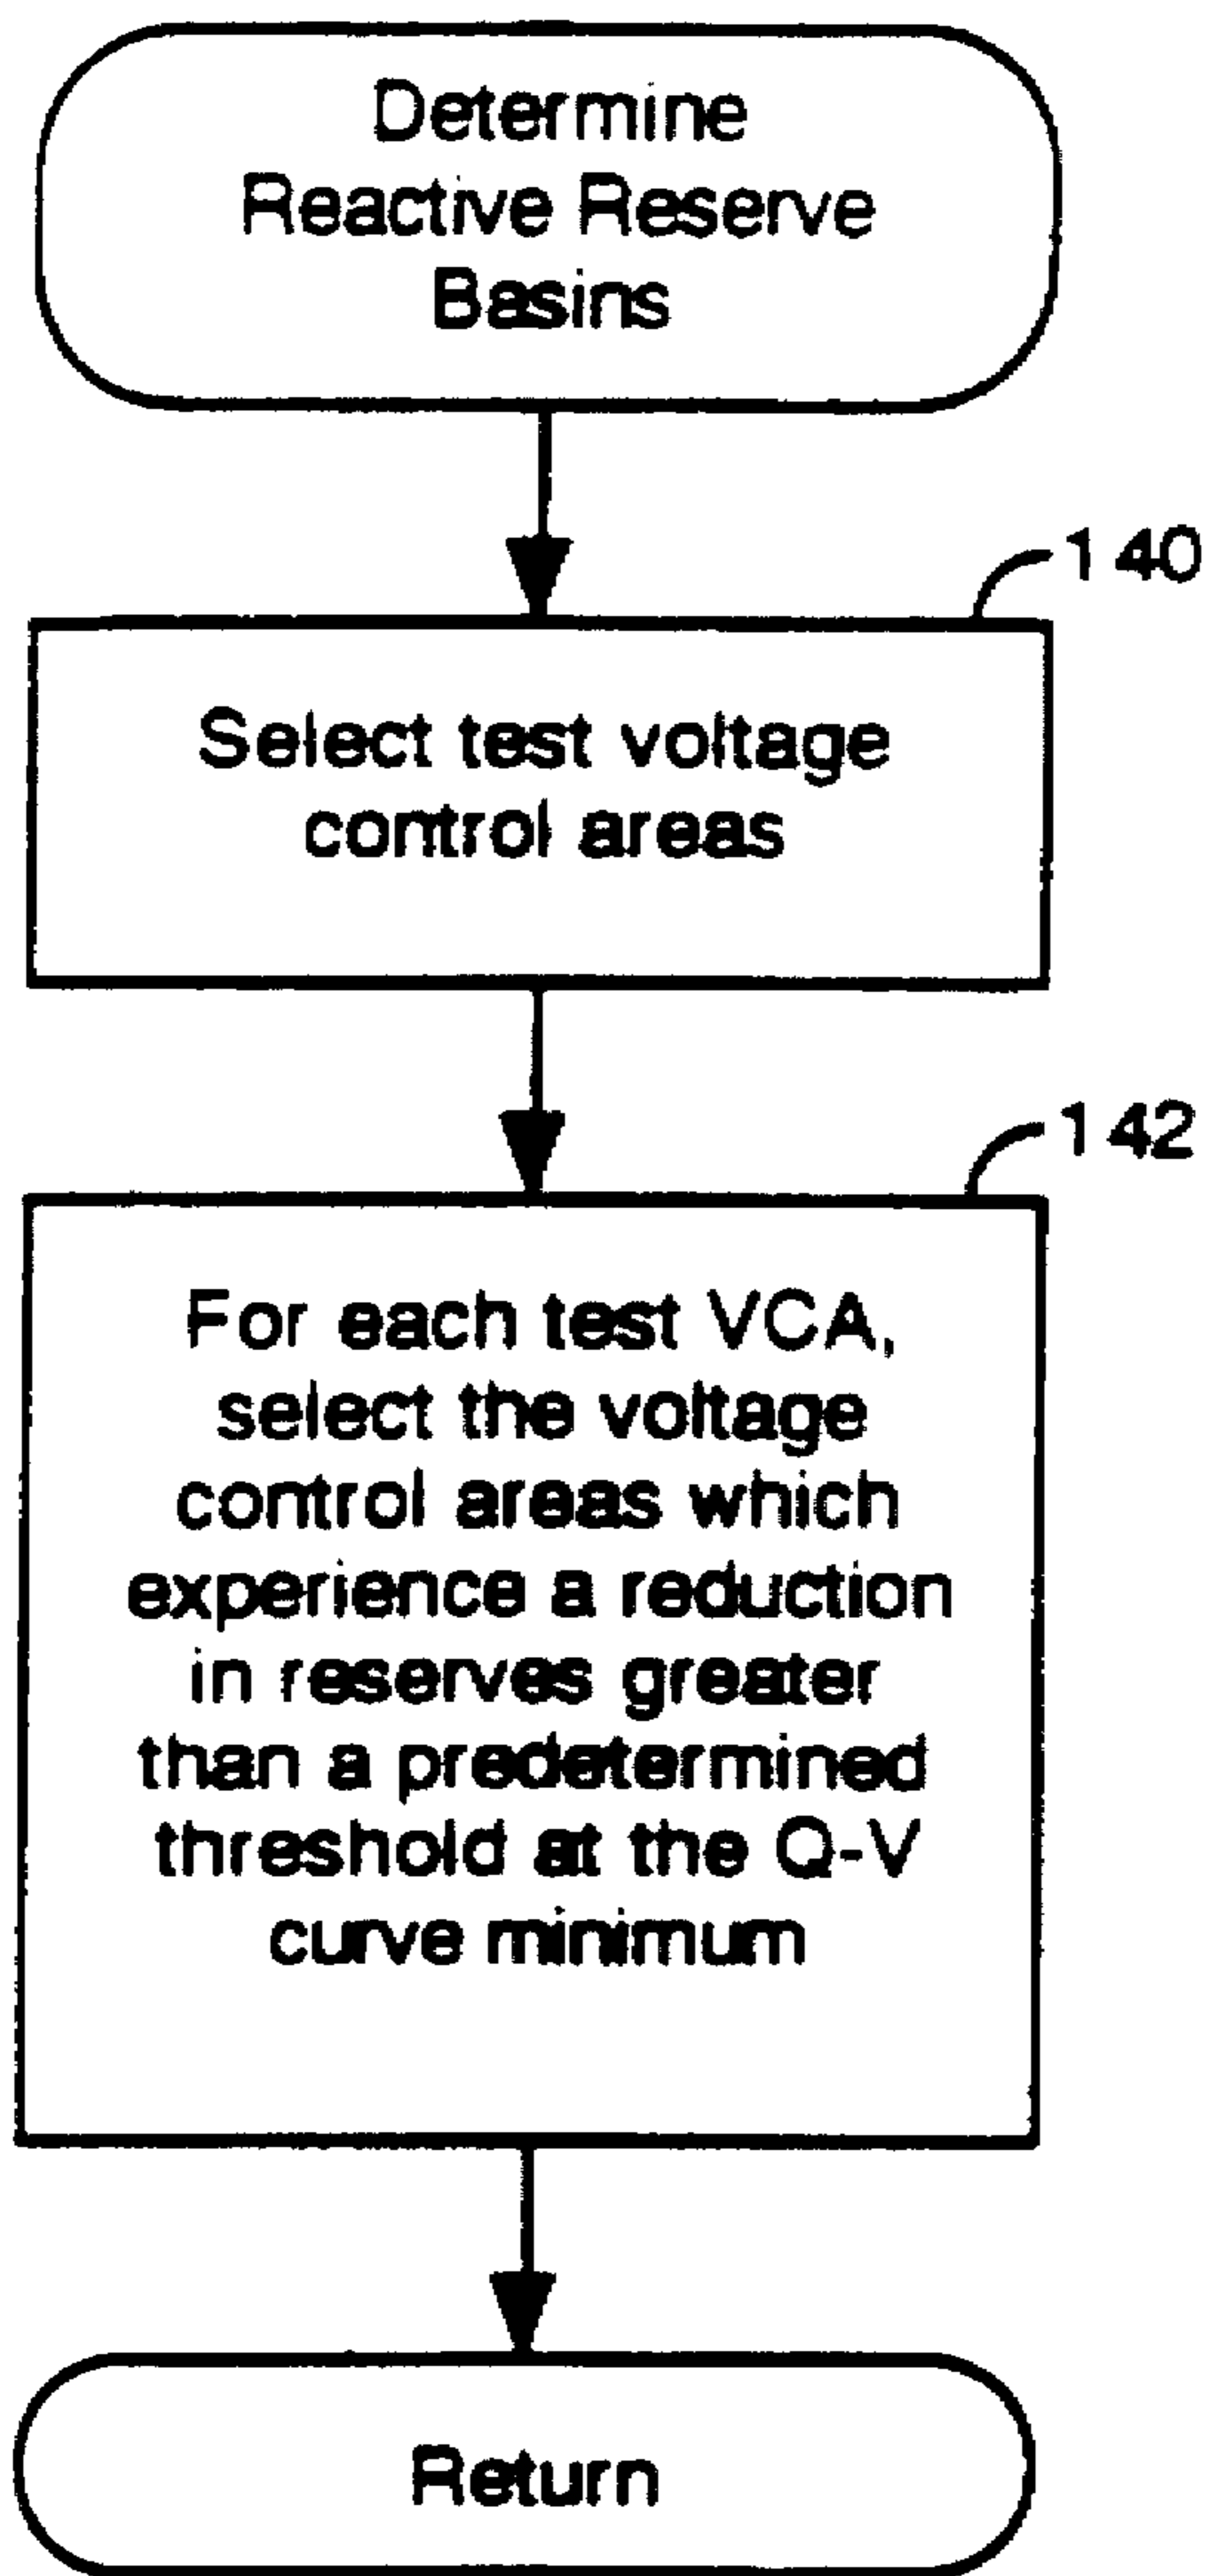 Determine
Reactive Reserve
Basins
140
Select test voltage
control areas
142
For each test VCA,
select the voltage
control areas which
experience a reduction
in reserves greater
than a predetermined
threshold at the Q-V
curve minimum
Return